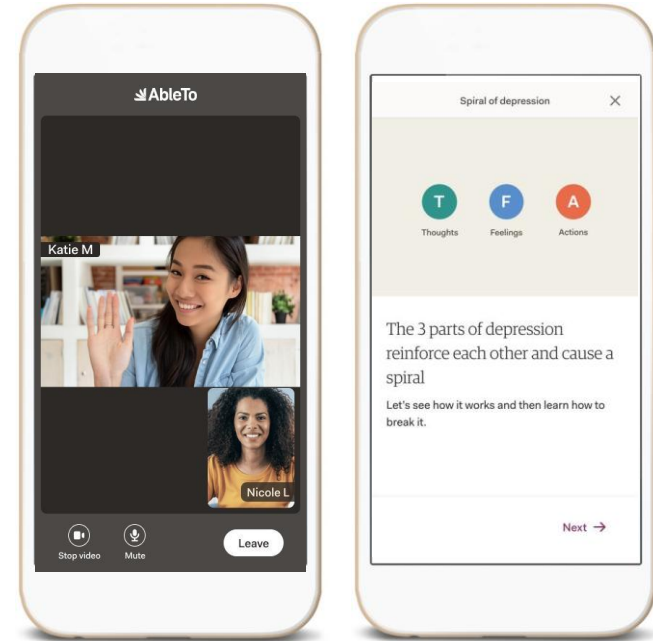 AbleTo
Katie M
Nicole L
Stop video
Mute
Leave
Spiral of depression
T
F
A
Thoughts
Feelings
Actions
The 3 parts of depression
reinforce each other and cause a
spiral
Let's see how it works and then learn how to
break it.
Next →